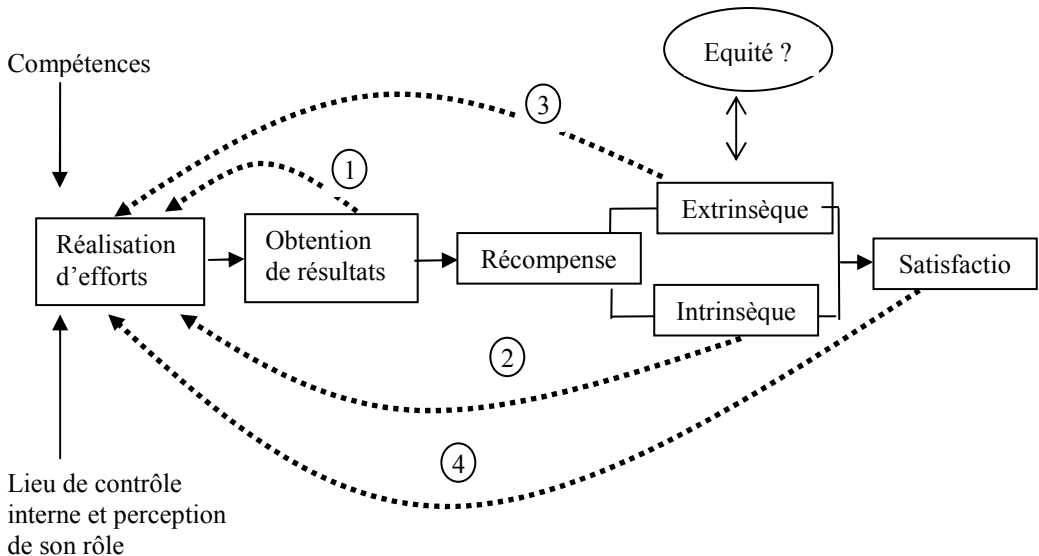 Equité ?
Compétences
3
1
Extrinsèque
Réalisation
d’efforts
Obtention
de résultats
Récompense
Satisfactio
Intrinsèque
2
4
Lieu de contrôle
interne et perception
de son rôle